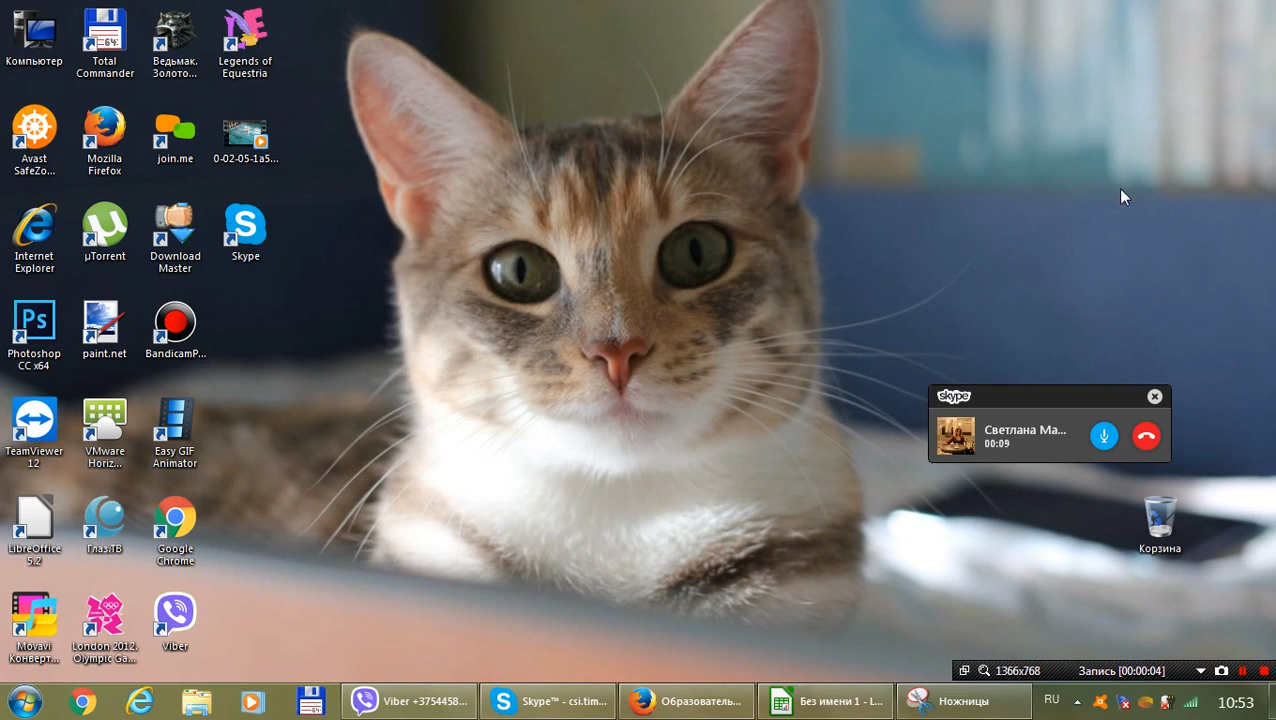 Компьютер
Total
Commander
Ведьмак.
Золото...
Legends of
Equestria
Avast
SafeZo...
Mozilla
Firefox
join.me
0-02-05-1a5...
Internet
Explorer
µTorrent
Download
Master
Skype
Photoshop
CC x64
paint.net
BandicamP...
TeamViewer
12
VMware
Horiz...
Easy GIF
Animator
LibreOffice
5.2
Глаз.ТВ
Google
Chrome
Movavi
Конверт...
London 2012,
Olympic Ga...
Viber
skype
Светлана Ма...
00:09
Корзина
1366x768
Запись [00:00:04]
Viber +3754458...
Skype™ - csi.tim...
Образователь...
Без имени 1 - L...
Ножницы
RU
10:53